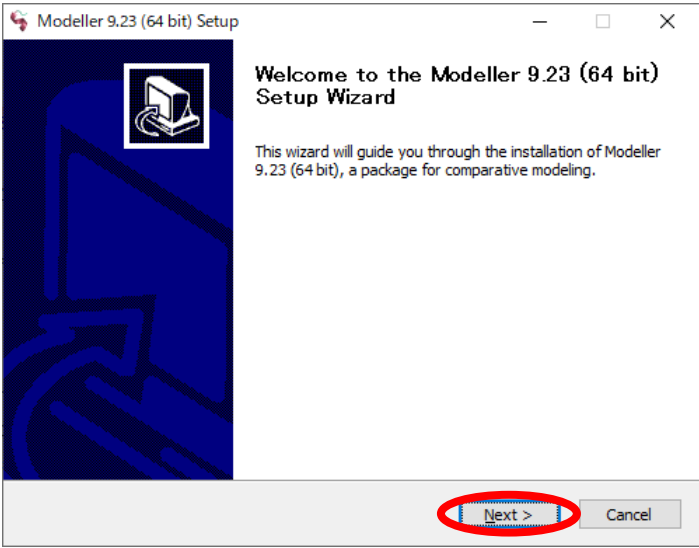 Modeller 9.23 (64 bit) Setup
Welcome to the Modeller 9.23 (64 bit)
Setup Wizard
This wizard will guide you through the installation of Modeller
9.23 (64 bit), a package for comparative modeling.
Next >
Cancel